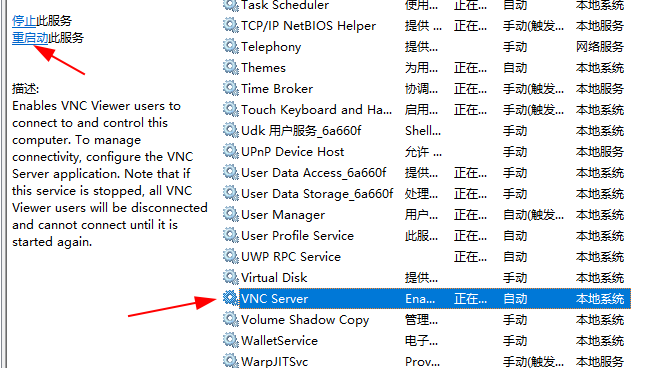 停止此服务
重启动此服务
描述:
Enables VNC Viewer users to
connect to and control this
computer. To manage
connectivity, configure the VNC
Server application. Note that if
this service is stopped, all VNC
Viewer users will be disconnected
and cannot connect until it is
started again.
Task Scheduler 使用... 正在... 自动 本地系统
TCP/IP NetBIOS Helper 提供 ... 正在... 手动(触发... 本地服务
Telephony 提供... 手动 网络服务
Themes 为用... 正在... 自动 本地系统
Time Broker 协调... 正在... 手动(触发... 本地服务
Touch Keyboard and Ha... 启用... 正在... 手动(触发... 本地系统
Udk 用户服务_6a660f Shell... 手动 本地系统
UPnP Device Host 允许 ... 手动 本地服务
User Data Access_6a660f 提供... 正在... 手动 本地系统
User Data Storage_6a660f 处理... 正在... 手动 本地系统
User Manager 用户... 正在... 自动(触发... 本地系统
User Profile Service 此服... 正在... 自动 本地系统
UWP RPC Service 正在... 自动 本地系统
Virtual Disk 提供... 手动 本地系统
VNC Server Ena... 正在... 自动 本地系统
Volume Shadow Copy 管理... 手动 本地系统
WalletService 电子... 手动 本地系统
WarpJITSvc Prov... 手动(触发... 本地服务